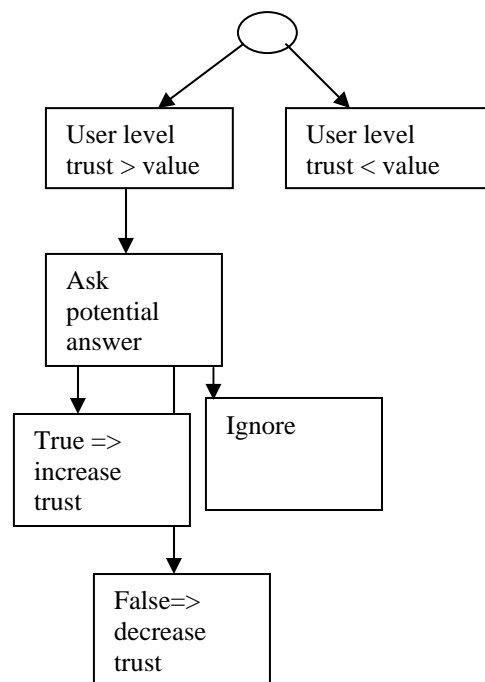 User level
trust > value
User level
trust < value
Ask
potential
answer
True =>
increase
trust
Ignore
False=>
decrease
trust